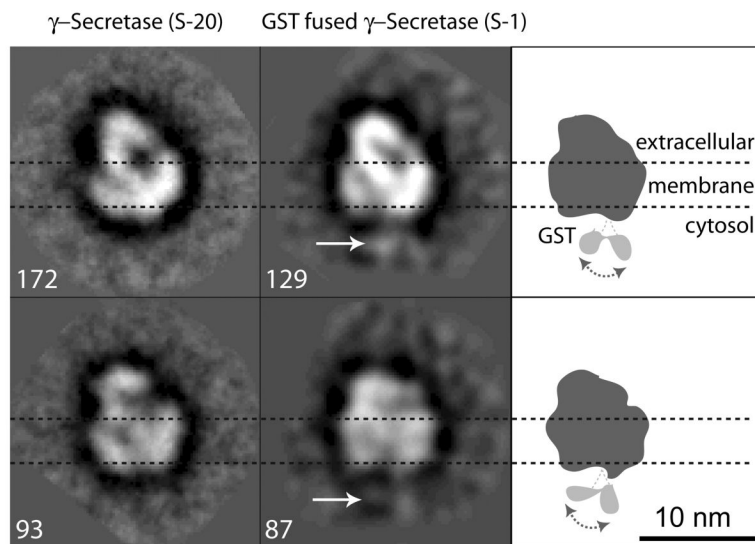 γ–Secretase (S-20) GST fused γ–Secretase (S-1)
extracellular
membrane
cytosol
GST
172 129
93 87
10 nm